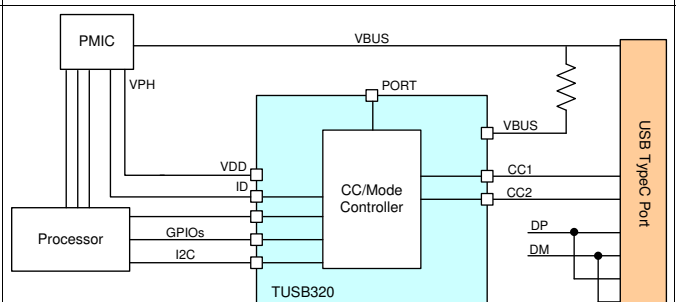 PMIC
VBUS
VPH
PORT
VBUS
VDD
CC1
ID
CC2
CC/Mode
Controller
USB TypeC Port
Processor
GPIOs
I2C
DP
DM
TUSB320